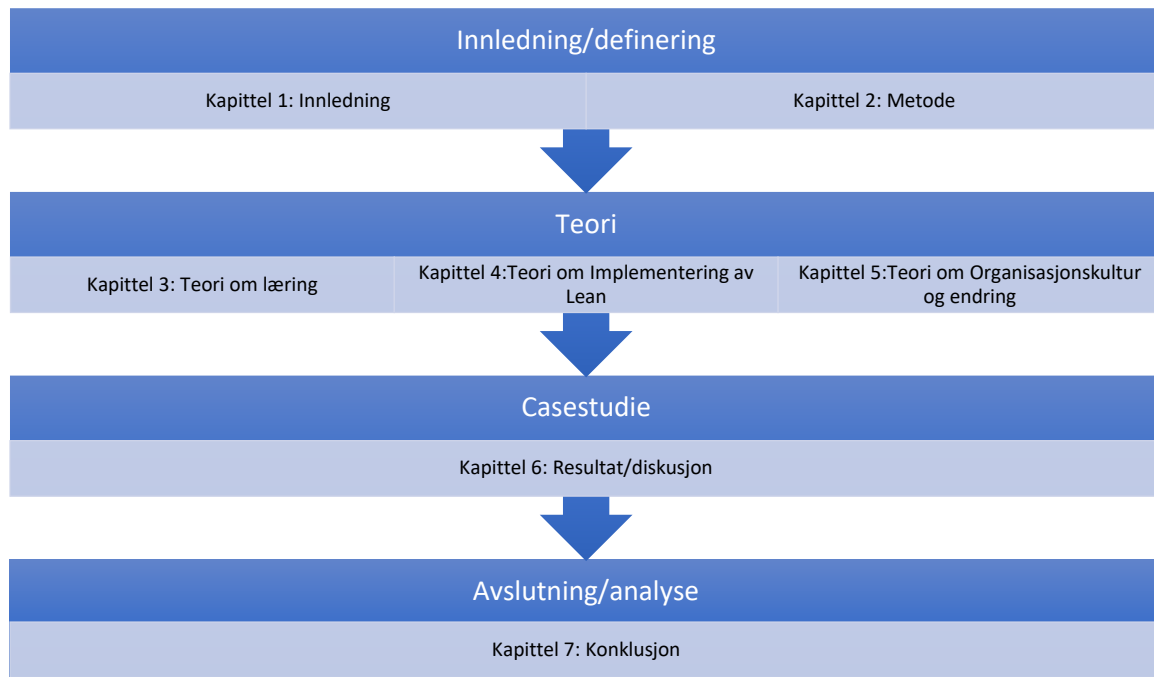 Innledning/definering
Kapittel 1: Innledning
Kapittel 2: Metode
Teori
Kapittel 3: Teori om læring
Kapittel 4:Teori om Implementering av
Lean
Kapittel 5:Teori om Organisasjonskultur
og endring
Casestudie
Kapittel 6: Resultat/diskusjon
Avslutning/analyse
Kapittel 7: Konklusjon